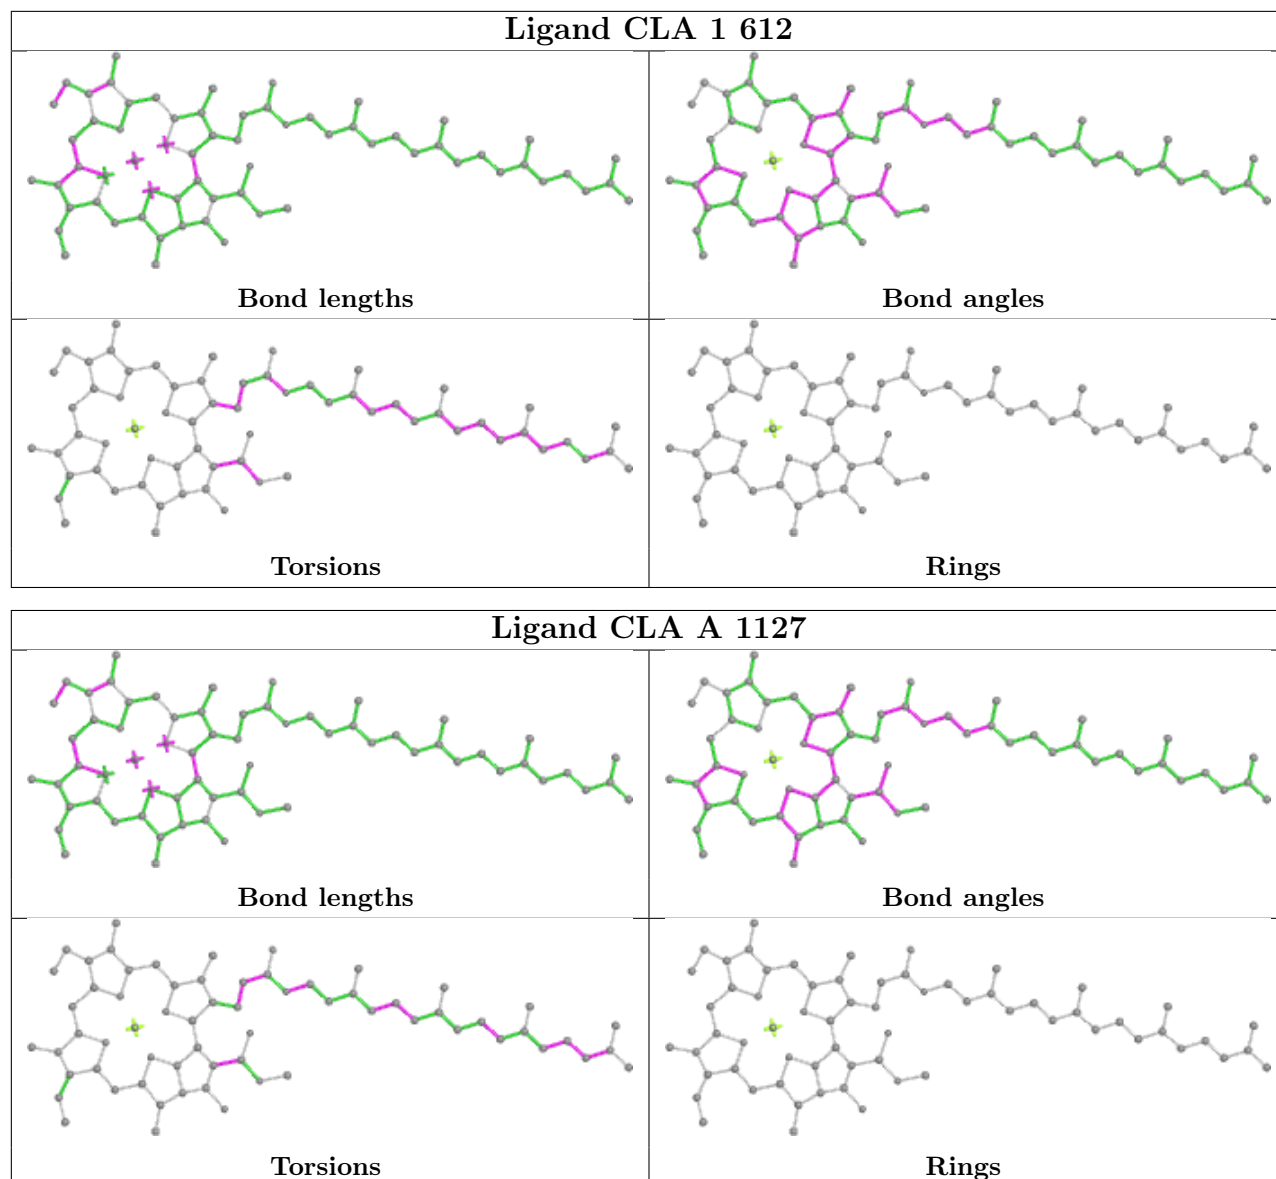 Ligand CLA 1 612
Bond lengths
Bond angles
Torsions
Rings
Ligand CLA A 1127
Bond lengths
Bond angles
Torsions
Rings